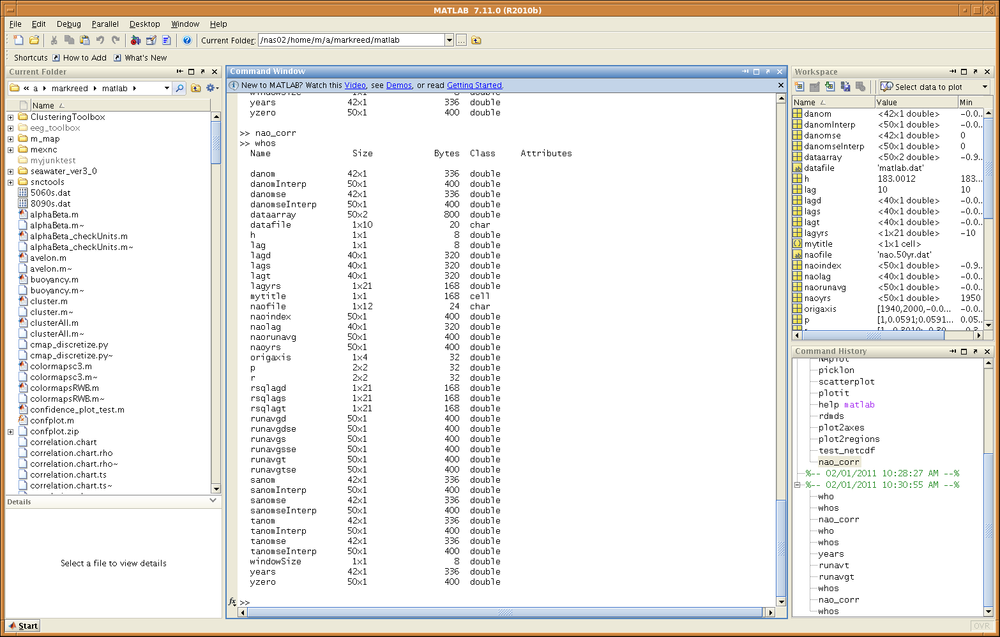 MATLAB 7.11.0 (R2010b)
File Edit Debug Parallel Desktop Window Help
Current Folder: /nas02/home/m/a/markreed/matlab ...
Shortcuts How to Add What's New
Current Folder
« a markreed matlab
Name
ClusteringToolbox
eeg_toolbox
m_map
mexnc
myjunktest
seawater_ver3_0
snctools
5060s.dat
8090s.dat
alphaBeta.m
alphaBeta.m~
alphaBeta_checkUnits.m
alphaBeta_checkUnits.m~
avelon.m
avelon.m~
buoyancy.m
buoyancy.m~
cluster.m
cluster.m~
clusterAll.m
clusterAll.m~
cmap_discretize.py
cmap_discretize.py~
colormapsc3.m
colormapsc3.m~
colormapsRWB.m
colormapsRWB.m~
confidence_plot_test.m
confplot.m
confplot.zip
correlation.chart
correlation.chart.rho
correlation.chart.rho~
correlation.chart.ts
correlation.chart.ts~
Details
Select a file to view details
Start
Command Window
New to MATLAB? Watch this Video, see Demos, or read Getting Started.
windowSize 1x1 8 double
years 42x1 336 double
yzero 50x1 400 double
>> nao_corr
>> whos
Name Size Bytes Class Attributes
danom 42x1 336 double
danomInterp 50x1 400 double
danomse 42x1 336 double
danomseInterp 50x1 400 double
dataarray 50x2 800 double
datafile 1x10 20 char
h 1x1 8 double
lag 1x1 8 double
lagd 40x1 320 double
lags 40x1 320 double
lagt 40x1 320 double
lagyrs 1x21 168 double
mytitle 1x1 168 cell
naofile 1x12 24 char
naoindex 50x1 400 double
naolag 40x1 320 double
naorunavg 50x1 400 double
naoyrs 50x1 400 double
origaxis 1x4 32 double
p 2x2 32 double
r 2x2 32 double
rsqlagd 1x21 168 double
rsqlags 1x21 168 double
rsqlagt 1x21 168 double
runavgd 50x1 400 double
runavgdse 50x1 400 double
runavgs 50x1 400 double
runavgsse 50x1 400 double
runavgt 50x1 400 double
runavgtse 50x1 400 double
sanom 42x1 336 double
sanomInterp 50x1 400 double
sanomse 42x1 336 double
sanomseInterp 50x1 400 double
tanom 42x1 336 double
tanomInterp 50x1 400 double
tanomse 42x1 336 double
tanomseInterp 50x1 400 double
windowSize 1x1 8 double
years 42x1 336 double
yzero 50x1 400 double
fx >>
Workspace
Select data to plot
Name Value Min
danom <42x1 double> -0.0...
danomInterp <50x1 double> -0.0...
danomse <42x1 double> 0
danomseInterp <50x1 double> 0
dataarray <50x2 double> -0.9...
datafile 'matlab.dat'
h 183.0012 183...
lag 10 10
lagd <40x1 double> -0.0...
lags <40x1 double> -0.0...
lagt <40x1 double> -0.0...
lagyrs <1x21 double> -10
mytitle <1x1 cell>
naofile 'nao.50yr.dat'
naoindex <50x1 double> -0.9...
naolag <40x1 double> -0.0...
naorunavg <50x1 double> -0.0...
naoyrs <50x1 double> 1950
origaxis [1940,2000,-0.0... -0.0...
p [1,0.0591;0.0591... 0.05...
Command History
NAplot
picklon
scatterplot
plotit
help matlab
rdmds
plot2axes
plot2regions
test_netcdf
nao_corr
%-- 02/01/2011 10:28:27 AM --%
%-- 02/01/2011 10:30:55 AM --%
who
whos
nao_corr
who
whos
years
runavt
runavgt
whos
nao_corr
whos
OVR